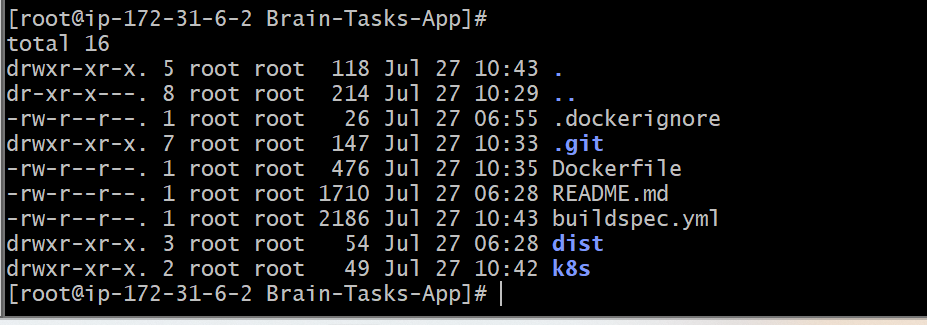 [root@ip-172-31-6-2 Brain-Tasks-App]#
total 16
drwxr-xr-x. 5 root root  118 Jul 27 10:43 .
dr-xr-x---. 8 root root  214 Jul 27 10:29 ..
-rw-r--r--. 1 root root   26 Jul 27 06:55 .dockerignore
drwxr-xr-x. 7 root root  147 Jul 27 10:33 .git
-rw-r--r--. 1 root root  476 Jul 27 10:35 Dockerfile
-rw-r--r--. 1 root root 1710 Jul 27 06:28 README.md
-rw-r--r--. 1 root root 2186 Jul 27 10:43 buildspec.yml
drwxr-xr-x. 3 root root   54 Jul 27 06:28 dist
drwxr-xr-x. 2 root root   49 Jul 27 10:42 k8s
[root@ip-172-31-6-2 Brain-Tasks-App]#